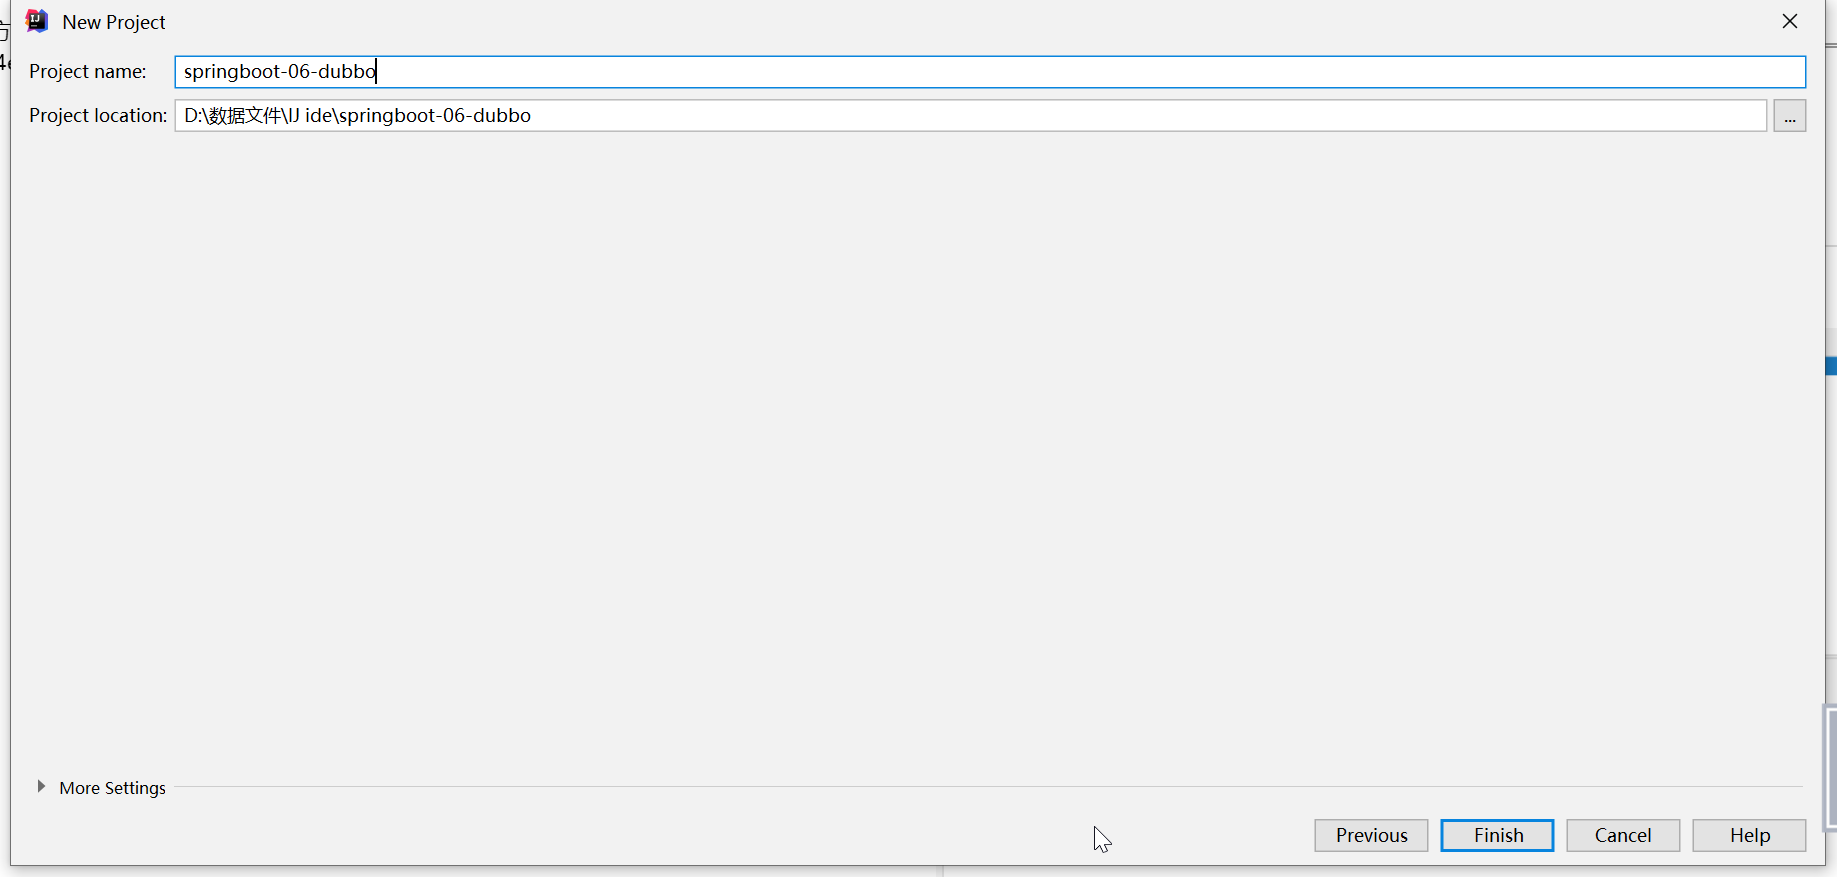 New Project
Project name: springboot-06-dubbo
Project location: D:\数据文件\IJ ide\springboot-06-dubbo ...
More Settings
Previous Finish Cancel Help